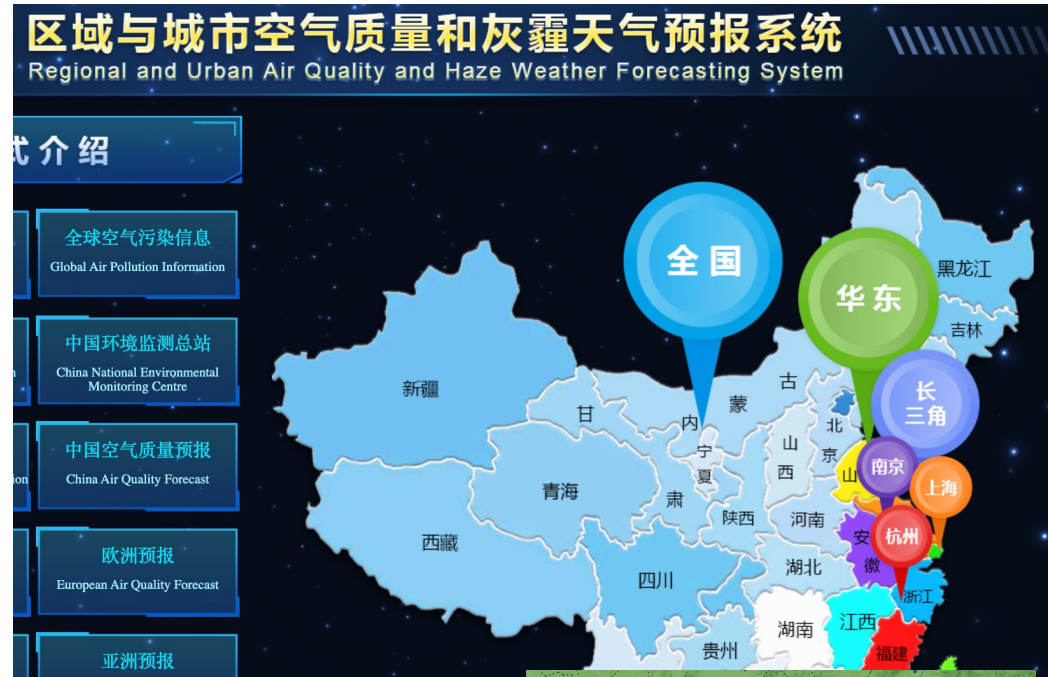 区域与城市空气质量和灰霾天气预报系统
Regional and Urban Air Quality and Haze Weather Forecasting System
式介绍
全球空气污染信息
Global Air Pollution Information
中国环境监测总站
China National Environmental
Monitoring Centre
中国空气质量预报
China Air Quality Forecast
欧洲预报
European Air Quality Forecast
亚洲预报
全国
华东
长
三角
南京
上海
杭州
黑龙江
吉林
新疆
甘
肃
内
蒙
古
宁
夏
山
西
北
京
山
青海
陕西
河南
西藏
四川
湖北
安
徽
浙江
湖南
江西
贵州
福建